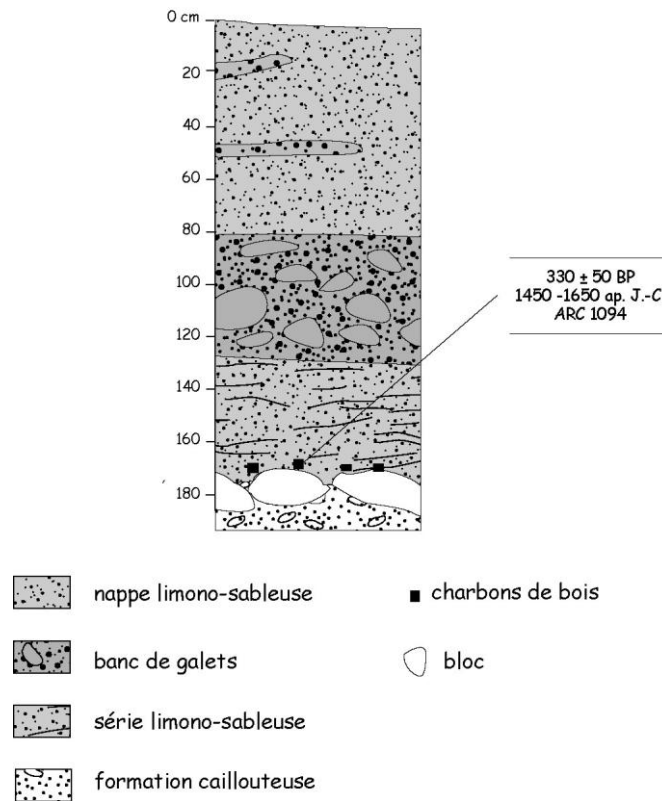 0 cm
20
40
60
80
100
120
140
160
180
330 ± 50 BP
1450 -1650 ap. J.-C
ARC 1094
nappe limono-sableuse
charbons de bois
banc de galets
bloc
série limono-sableuse
formation caillouteuse